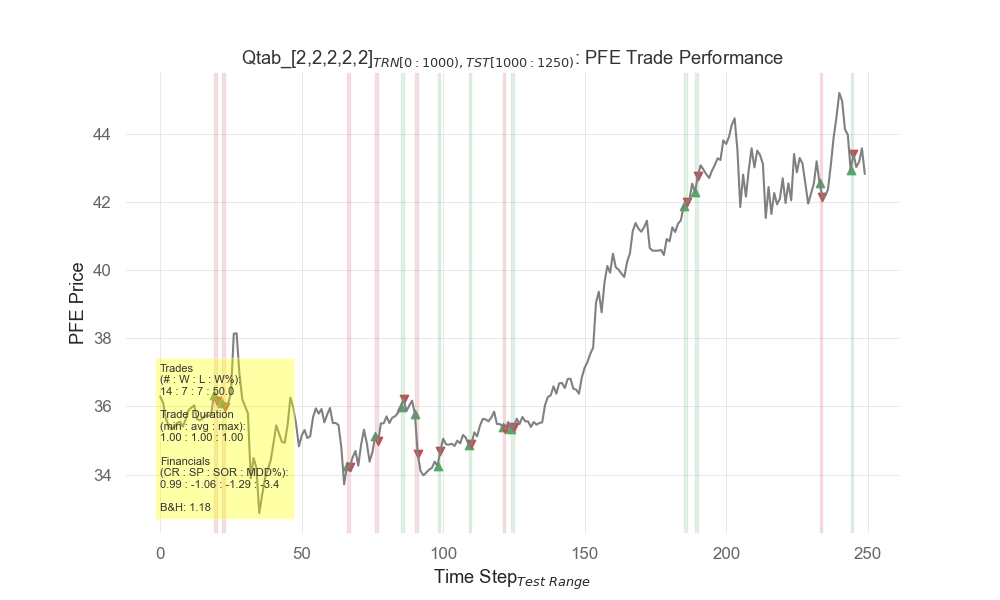 Qtab_[2,2,2,2,2]TRN[0 : 1000), TST[1000 : 1250): PFE Trade Performance
44
42
40
38
36
34
PFE Price
Trades
(# : W : L : W%):
14 : 7 : 7 : 50.0
Trade Duration
(min : avg : max):
1.00 : 1.00 : 1.00
Financials
(CR : SP : SOR : MDD%):
0.99 : -1.06 : -1.29 : -3.4
B&H: 1.18
0 50 100 150 200 250
Time StepTest Range